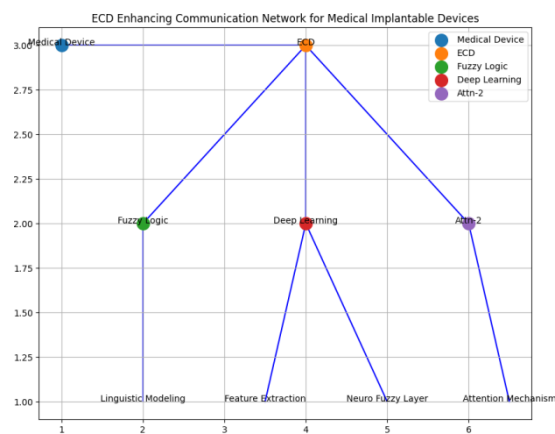 ECD Enhancing Communication Network for Medical Implantable Devices
3.00
Medical Device
ECD
Medical Device
ECD
Fuzzy Logic
Deep Learning
Attn-2
2.75
2.50
2.25
2.00
Fuzzy Logic
Deep Learning
Attn-2
1.75
1.50
1.25
1.00
Linguistic Modeling
Feature Extraction
Neuro Fuzzy Layer
Attention Mechanism
1 2 3 4 5 6